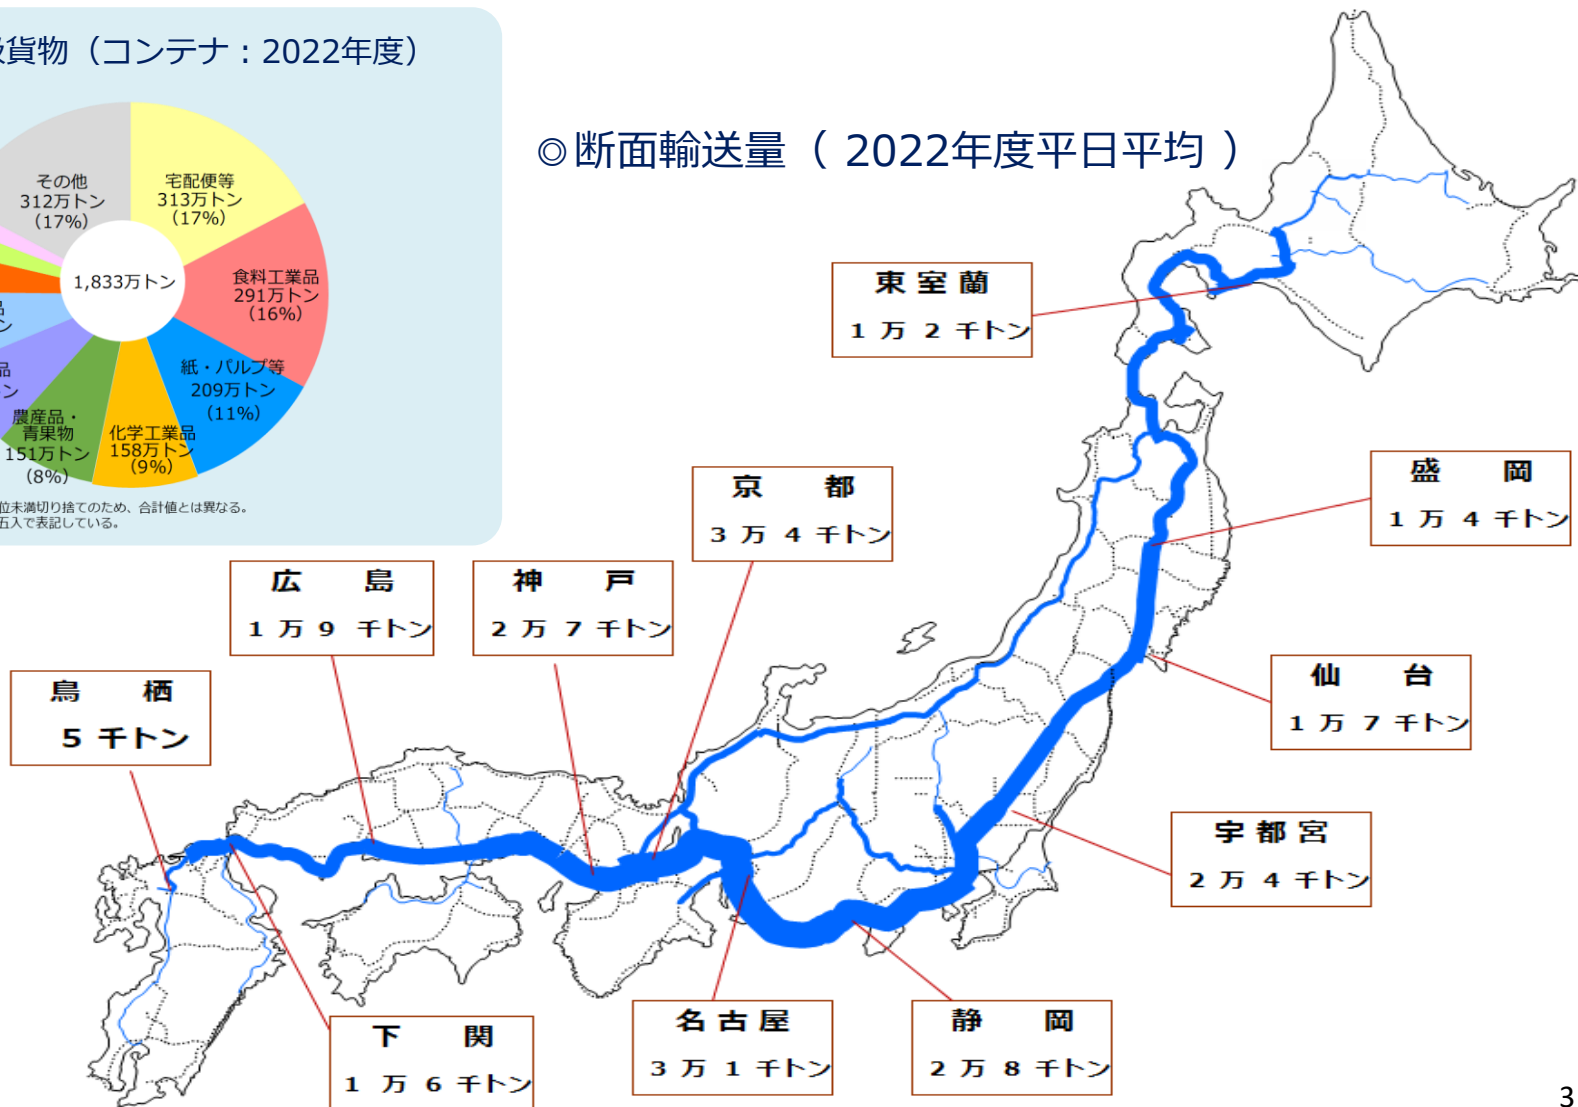 扱貨物（コンテナ：2022年度）
その他
312万トン
（17%）
宅配便等
313万トン
（17%）
1,833万トン
食料工業品
291万トン
（16%）
紙・パルプ等
209万トン
（11%）
化学工業品
158万トン
（9%）
農産品・
青果物
151万トン
（8%）
品
ン
品
ン
位未満切り捨てのため、合計値とは異なる。
五入で表記している。
◎断面輸送量（ 2022年度平日平均 ）
東室蘭
1万2千トン
盛岡
1万4千トン
京都
3万4千トン
広島
1万9千トン
神戸
2万7千トン
鳥栖
5千トン
仙台
1万7千トン
宇都宮
2万4千トン
下関
1万6千トン
名古屋
3万1千トン
静岡
2万8千トン
3